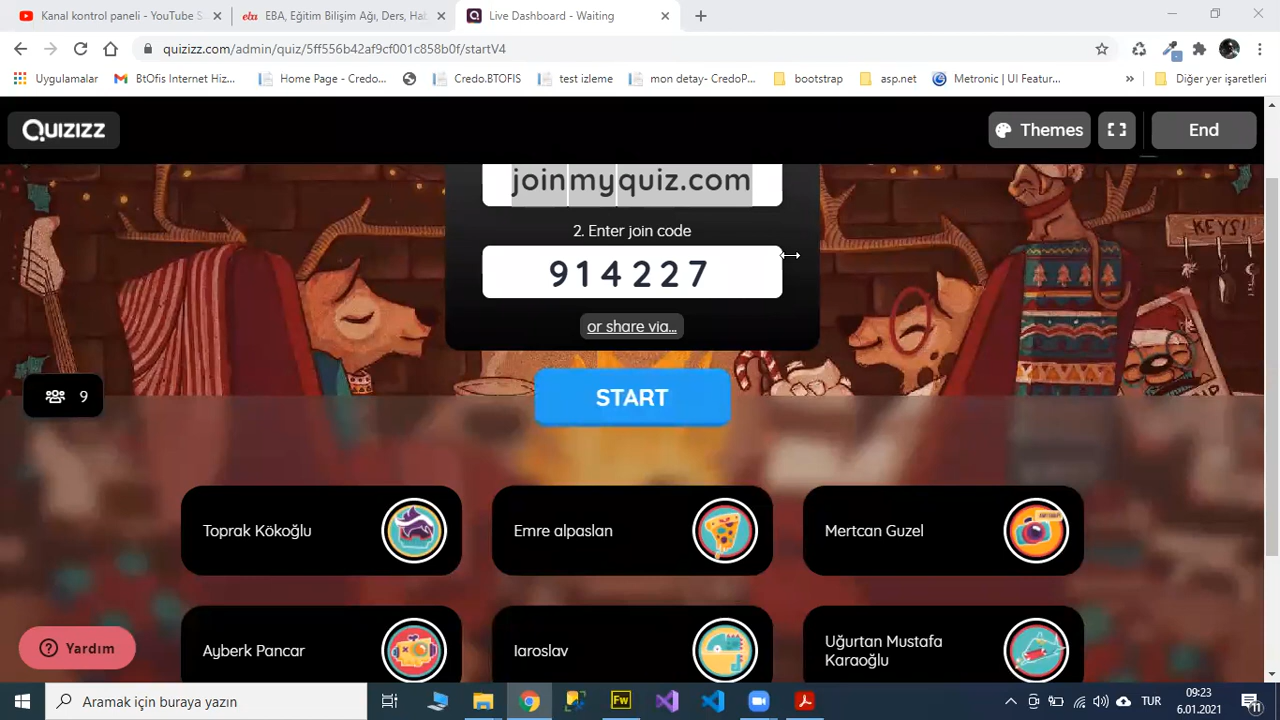 Kanal kontrol paneli - YouTube S
EBA, Eğitim Bilişim Ağı, Ders, Hab
Live Dashboard - Waiting
quizizz.com/admin/quiz/5ff556b42af9cf001c858b0f/startV4
Uygulamalar
BtOfis Internet Hiz...
Home Page - Credo...
Credo.BTOFIS
test izleme
mon detay- CredoP...
bootstrap
asp.net
Metronic | UI Featur...
»
Diğer yer işaretleri
Quizizz
Themes
End
joinmyquiz.com
KEYS!
2. Enter join code
914227
or share via...
9
START
Toprak Kökoğlu
Emre alpaslan
Mertcan Guzel
Ayberk Pancar
Iaroslav
Uğurtan Mustafa
Karaoğlu
Yardım
Aramak için buraya yazın
Fw
TUR
09:23
6.01.2021